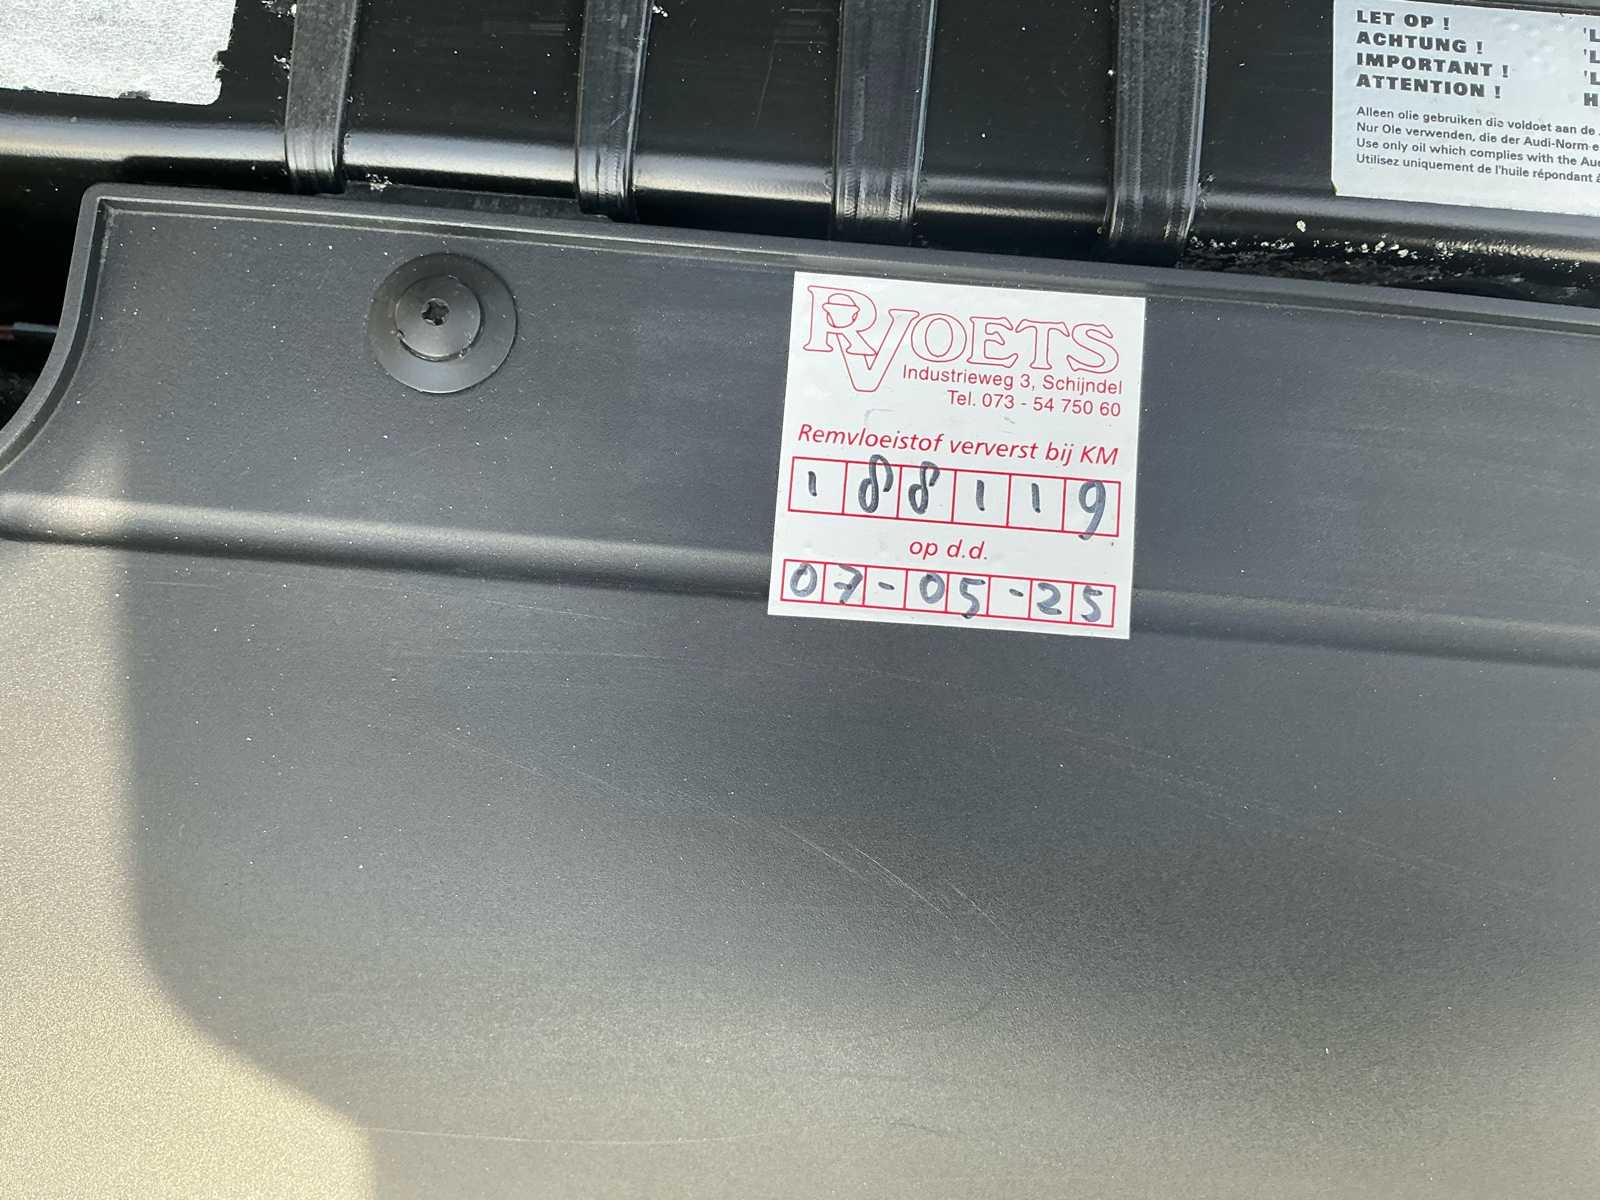 LET OP !
ACHTUNG !
IMPORTANT !
ATTENTION !
'L
'L
'L
H
Alleen olie gebruiken die voldoet aan de
Nur Ole verwenden, die der Audi-Norm e
Use only oil which complies with the Au
Utilisez uniquement de l'huile répondant à
RVOETS
Industrieweg 3, Schijndel
Tel. 073 - 54 750 60
Remvloeistof ververst bij KM
188119
op d.d.
07-05-25